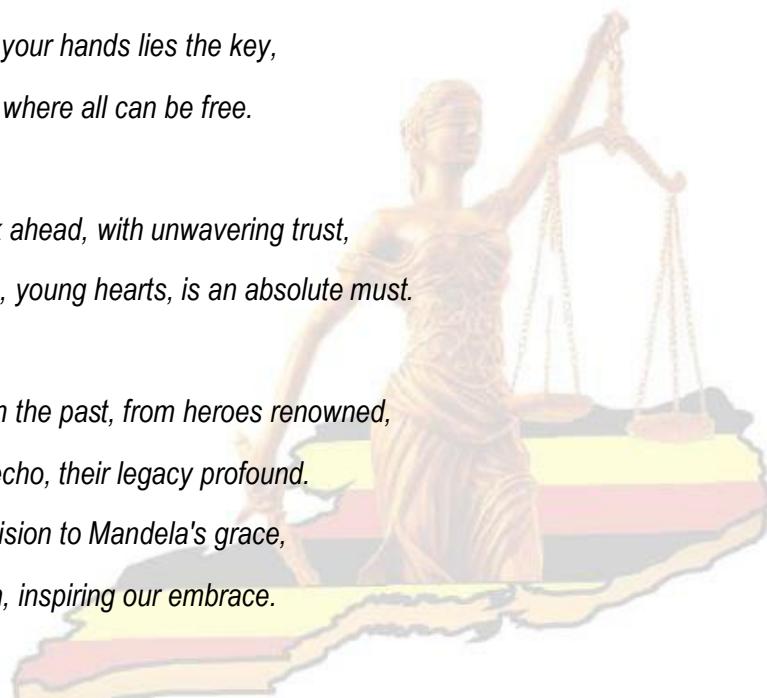 your hands lies the key,
where all can be free.
ahead, with unwavering trust,
, young hearts, is an absolute must.
the past, from heroes renowned,
echo, their legacy profound.
to Mandela's grace,
, inspiring our embrace.